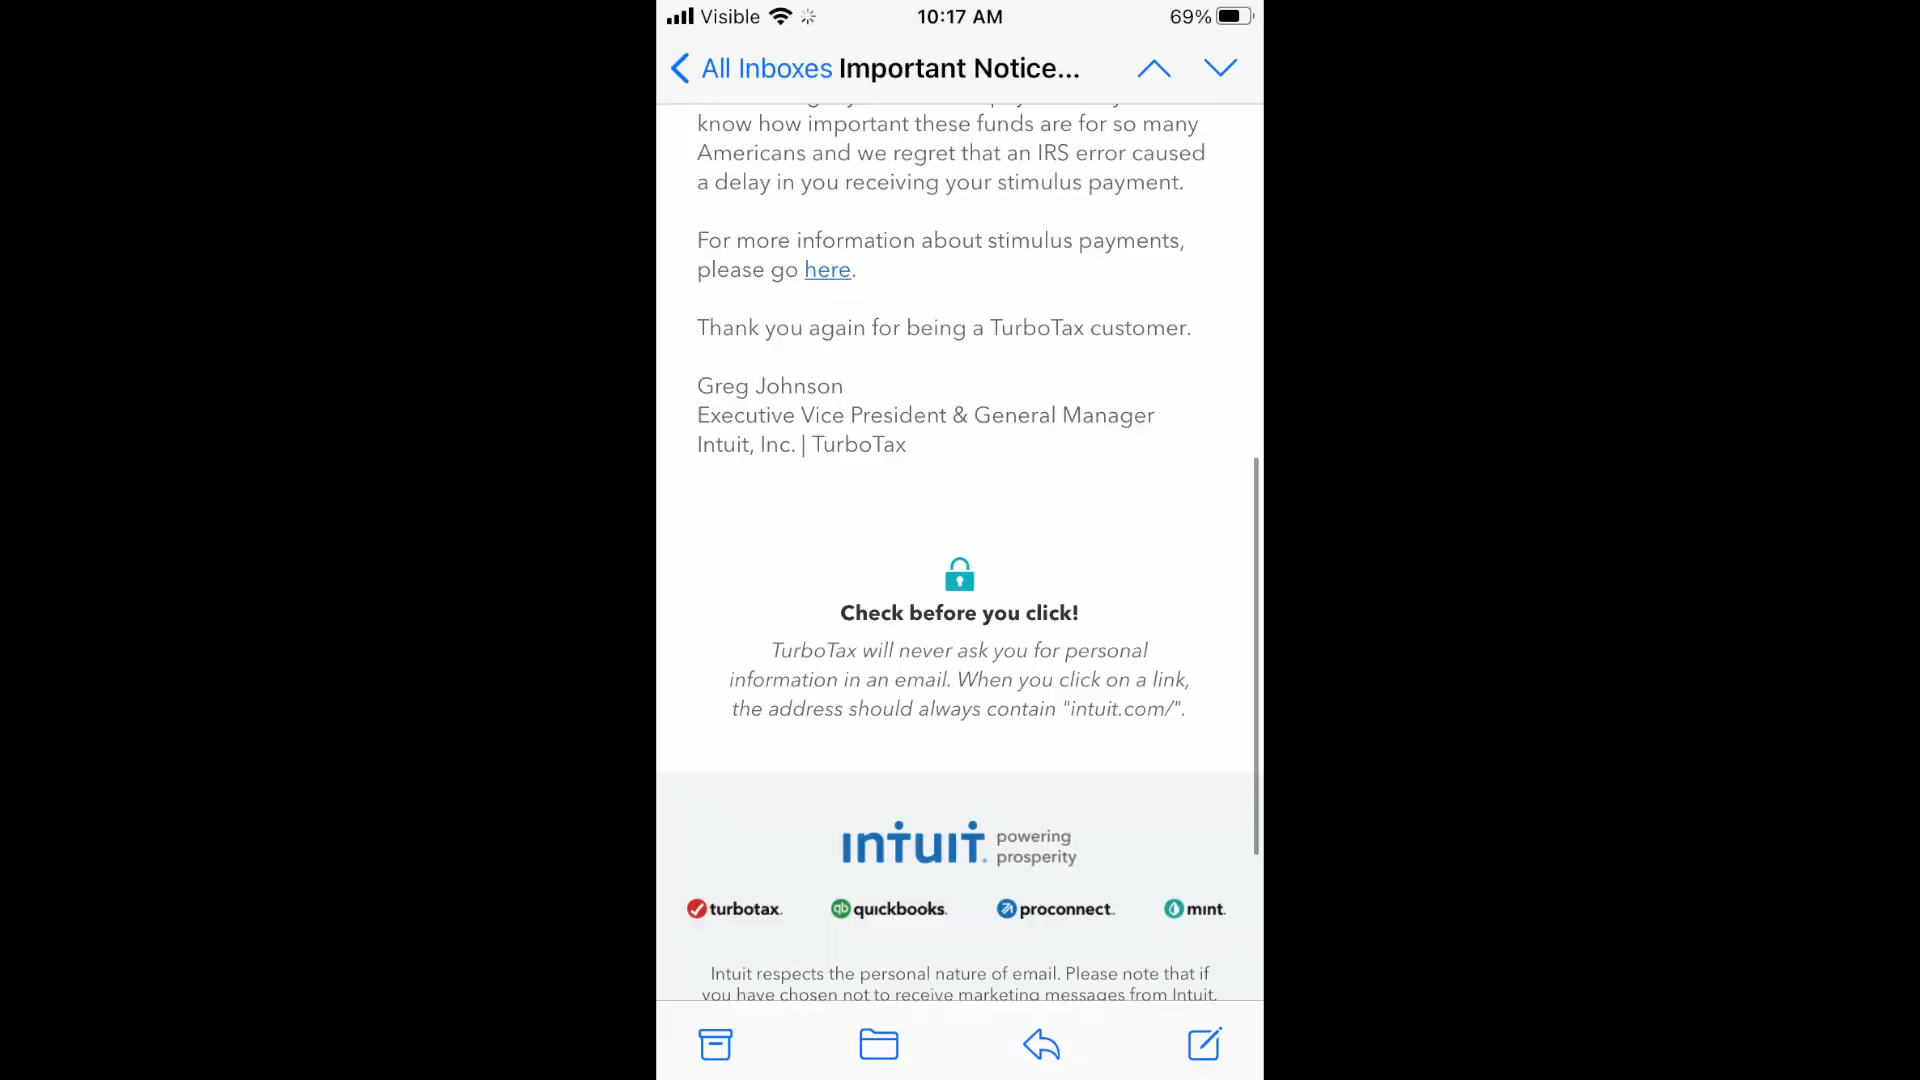 Visible 10:17 AM 69%
All Inboxes Important Notice...
know how important these funds are for so many
Americans and we regret that an IRS error caused
a delay in you receiving your stimulus payment.
For more information about stimulus payments,
please go here.
Thank you again for being a TurboTax customer.
Greg Johnson
Executive Vice President & General Manager
Intuit, Inc. | TurboTax
Check before you click!
TurboTax will never ask you for personal
information in an email. When you click on a link,
the address should always contain "intuit.com/".
intuit. powering
prosperity
turbotax. qb quickbooks. proconnect. mint.
Intuit respects the personal nature of email. Please note that if
you have chosen not to receive marketing messages from Intuit,